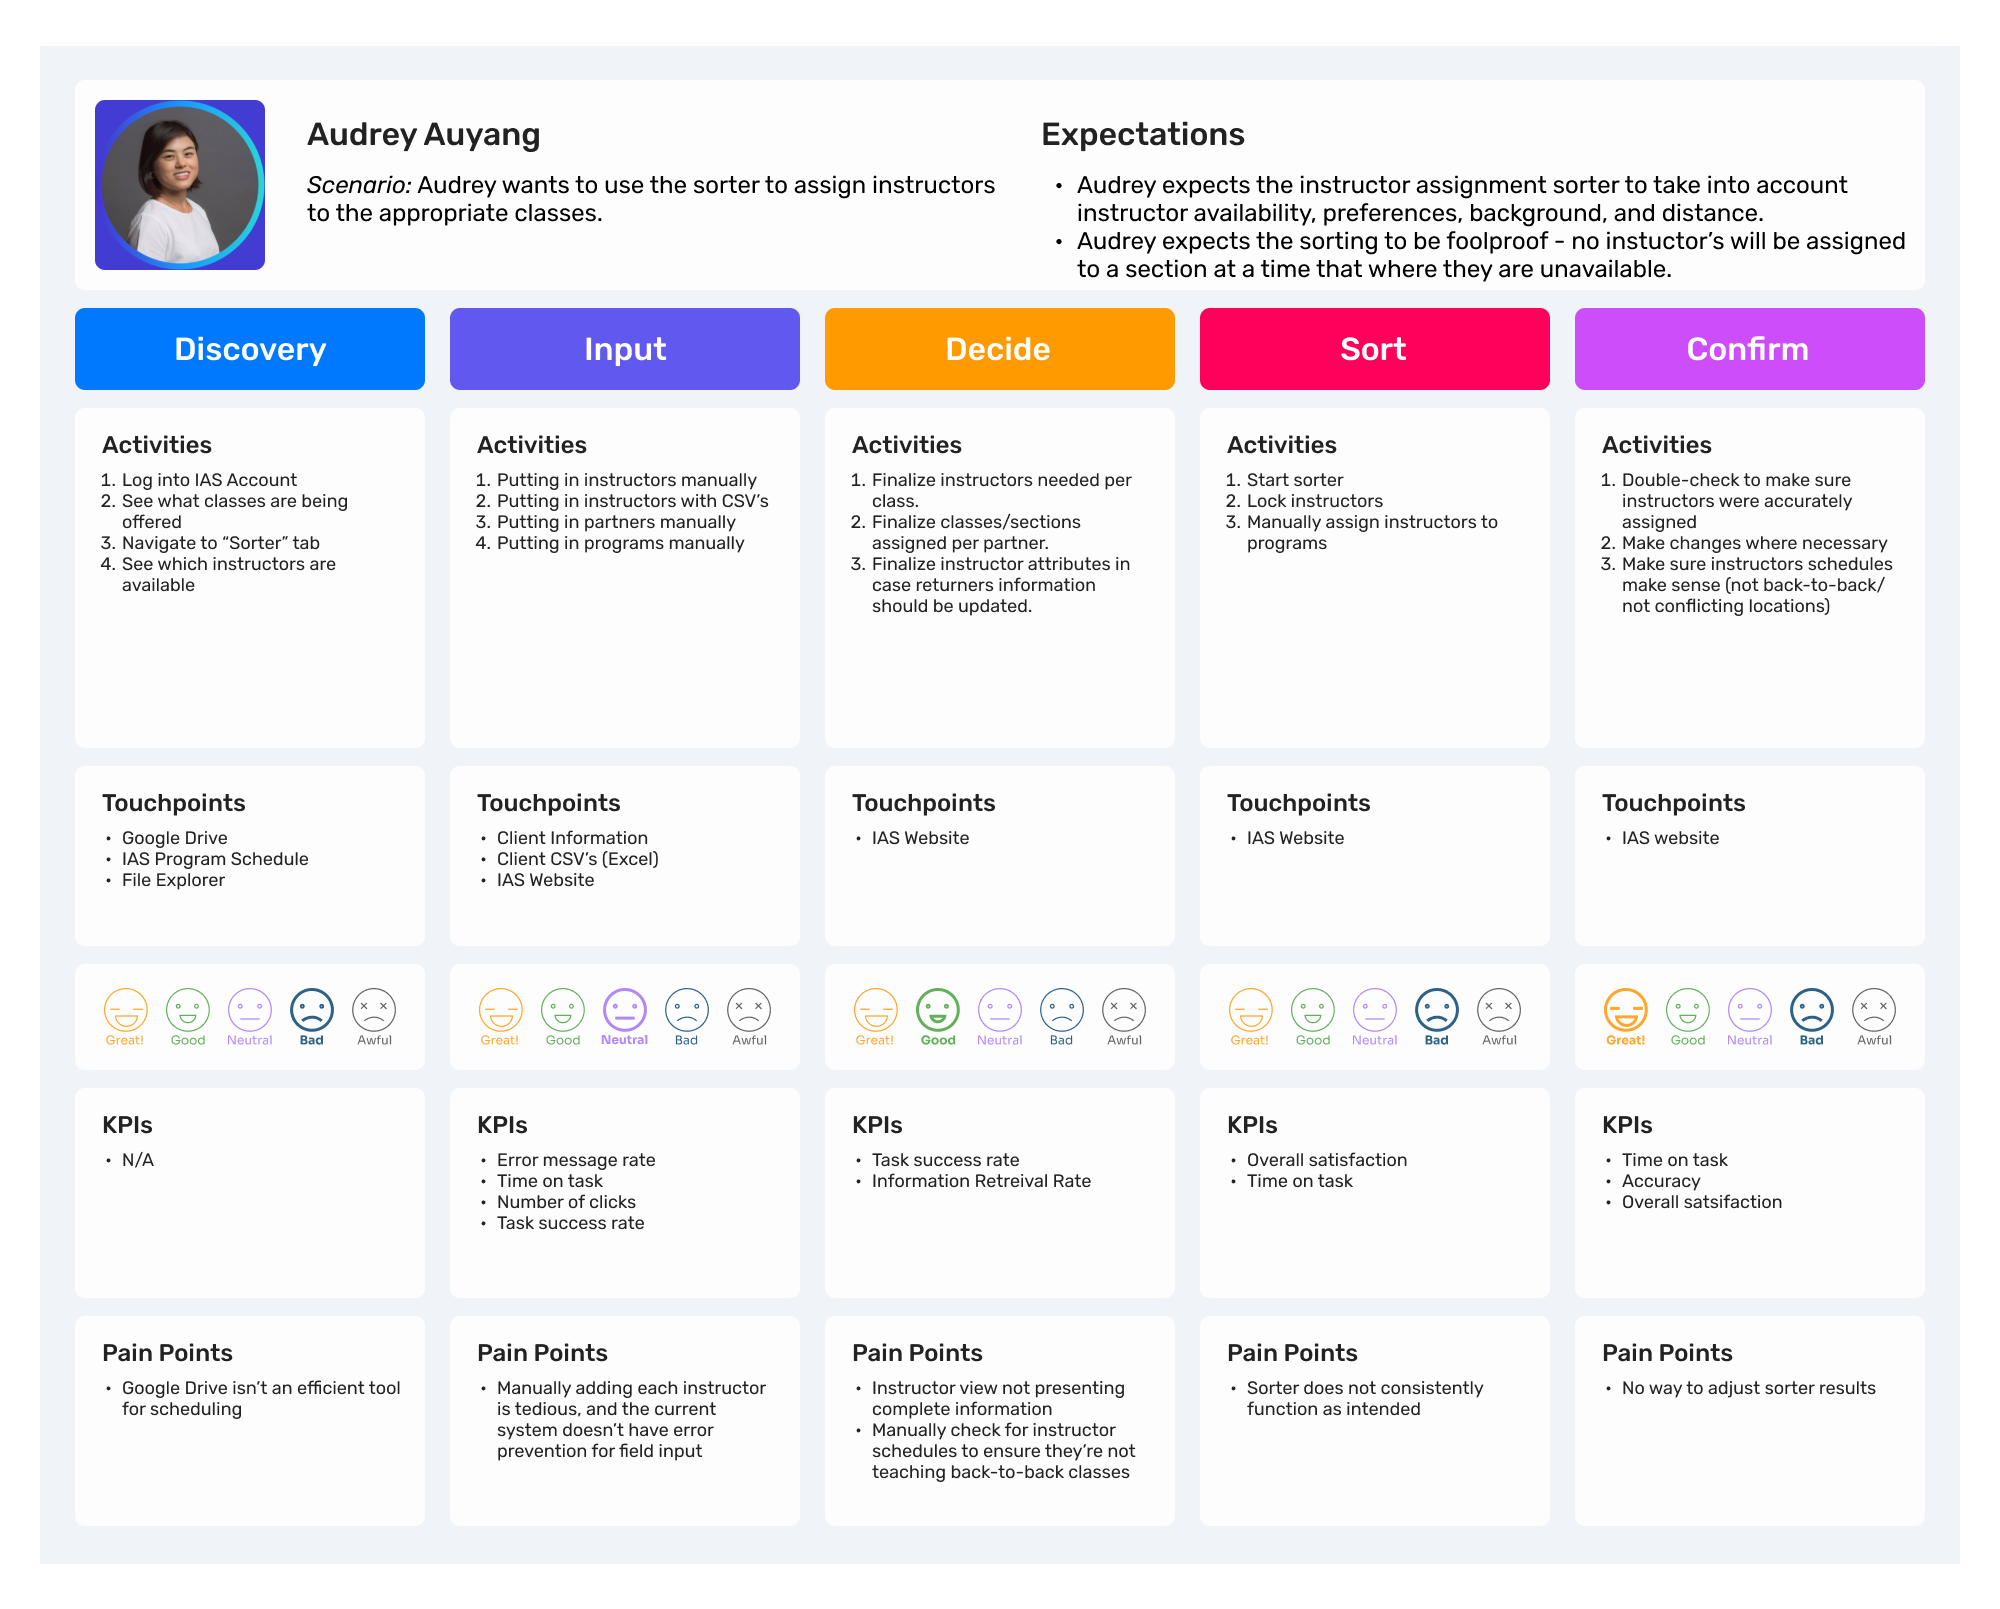 Audrey Auyang
Scenario: Audrey wants to use the sorter to assign instructors
to the appropriate classes.
Expectations
• Audrey expects the instructor assignment sorter to take into account
instructor availability, preferences, background, and distance.
• Audrey expects the sorting to be foolproof - no instuctor’s will be assigned
to a section at a time that where they are unavailable.
Discovery
Input
Decide
Sort
Confirm
Activities
1. Log into IAS Account
2. See what classes are being
offered
3. Navigate to “Sorter” tab
4. See which instructors are
available
Activities
1. Putting in instructors manually
2. Putting in instructors with CSV’s
3. Putting in partners manually
4. Putting in programs manually
Activities
1. Finalize instructors needed per
class.
2. Finalize classes/sections
assigned per partner.
3. Finalize instructor attributes in
case returners information
should be updated.
Activities
1. Start sorter
2. Lock instructors
3. Manually assign instructors to
programs
Activities
1. Double-check to make sure
instructors were accurately
assigned
2. Make changes where necessary
3. Make sure instructors schedules
make sense (not back-to-back/
not conflicting locations)
Touchpoints
• Google Drive
• IAS Program Schedule
• File Explorer
Touchpoints
• Client Information
• Client CSV’s (Excel)
• IAS Website
Touchpoints
• IAS Website
Touchpoints
• IAS Website
Touchpoints
• IAS website
Great! Good Neutral Bad Awful
Great! Good Neutral Bad Awful
Great! Good Neutral Bad Awful
Great! Good Neutral Bad Awful
Great! Good Neutral Bad Awful
KPIs
• N/A
KPIs
• Error message rate
• Time on task
• Number of clicks
• Task success rate
KPIs
• Task success rate
• Information Retreival Rate
KPIs
• Overall satisfaction
• Time on task
KPIs
• Time on task
• Accuracy
• Overall satsifaction
Pain Points
• Google Drive isn’t an efficient tool
for scheduling
Pain Points
• Manually adding each instructor
is tedious, and the current
system doesn’t have error
prevention for field input
Pain Points
• Instructor view not presenting
complete information
• Manually check for instructor
schedules to ensure they’re not
teaching back-to-back classes
Pain Points
• Sorter does not consistently
function as intended
Pain Points
• No way to adjust sorter results